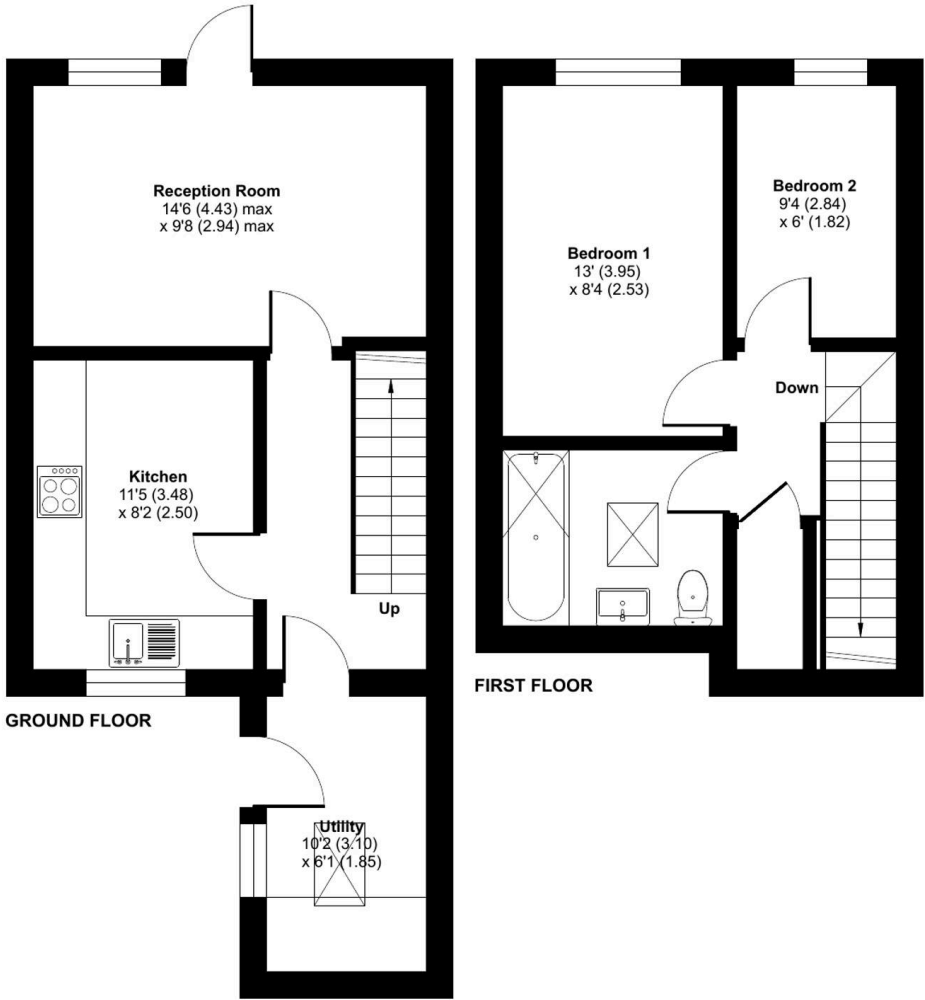 Reception Room
14'6 (4.43) max
x 9'8 (2.94) max
Kitchen
11'5 (3.48)
x 8'2 (2.50)
Up
GROUND FLOOR
Utility
10'2 (3.10)
x 6'1 (1.85)
Bedroom 1
13' (3.95)
x 8'4 (2.53)
Bedroom 2
9'4 (2.84)
x 6' (1.82)
Down
FIRST FLOOR